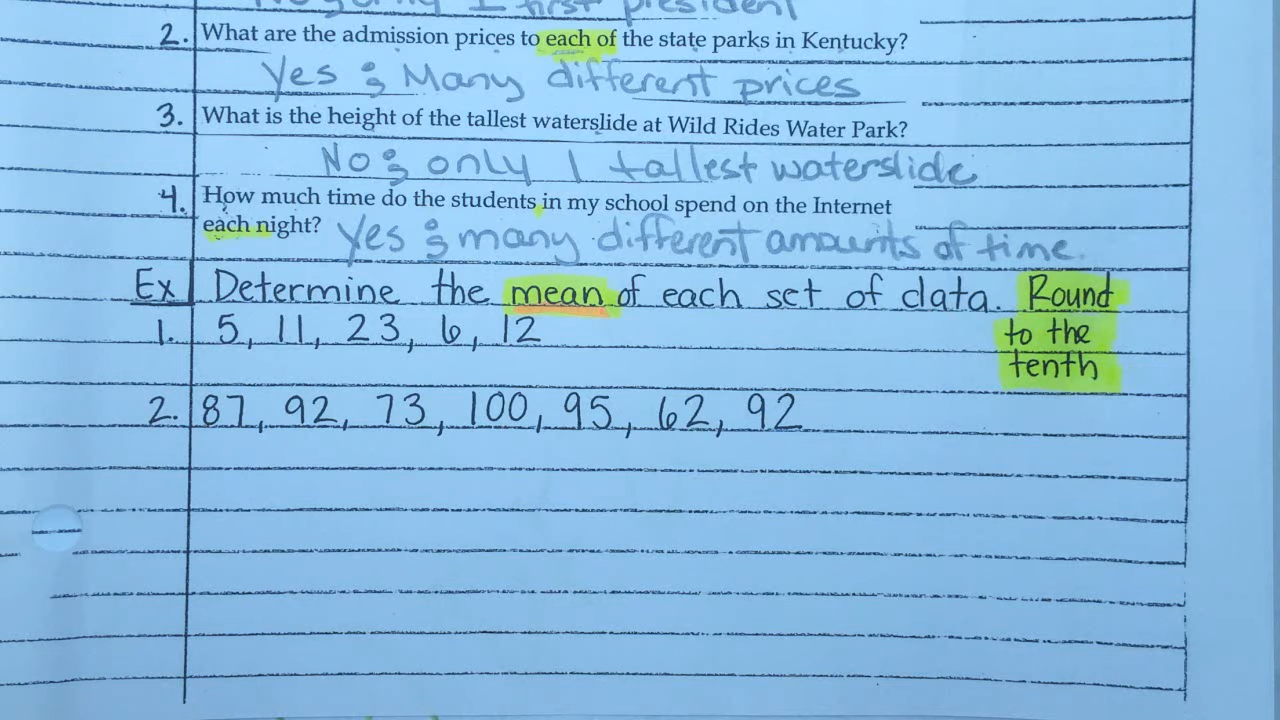 only 1 first president
2. What are the admission prices to each of the state parks in Kentucky?
Yes ; Many different prices
3. What is the height of the tallest waterslide at Wild Rides Water Park?
No ; only 1 tallest waterslide
4. How much time do the students in my school spend on the Internet
each night? Yes ; many different amounts of time.
Ex Determine the mean of each set of data. Round
1. 5, 11, 23, 6, 12 to the
tenth
2. 87, 92, 73, 100, 95, 62, 92